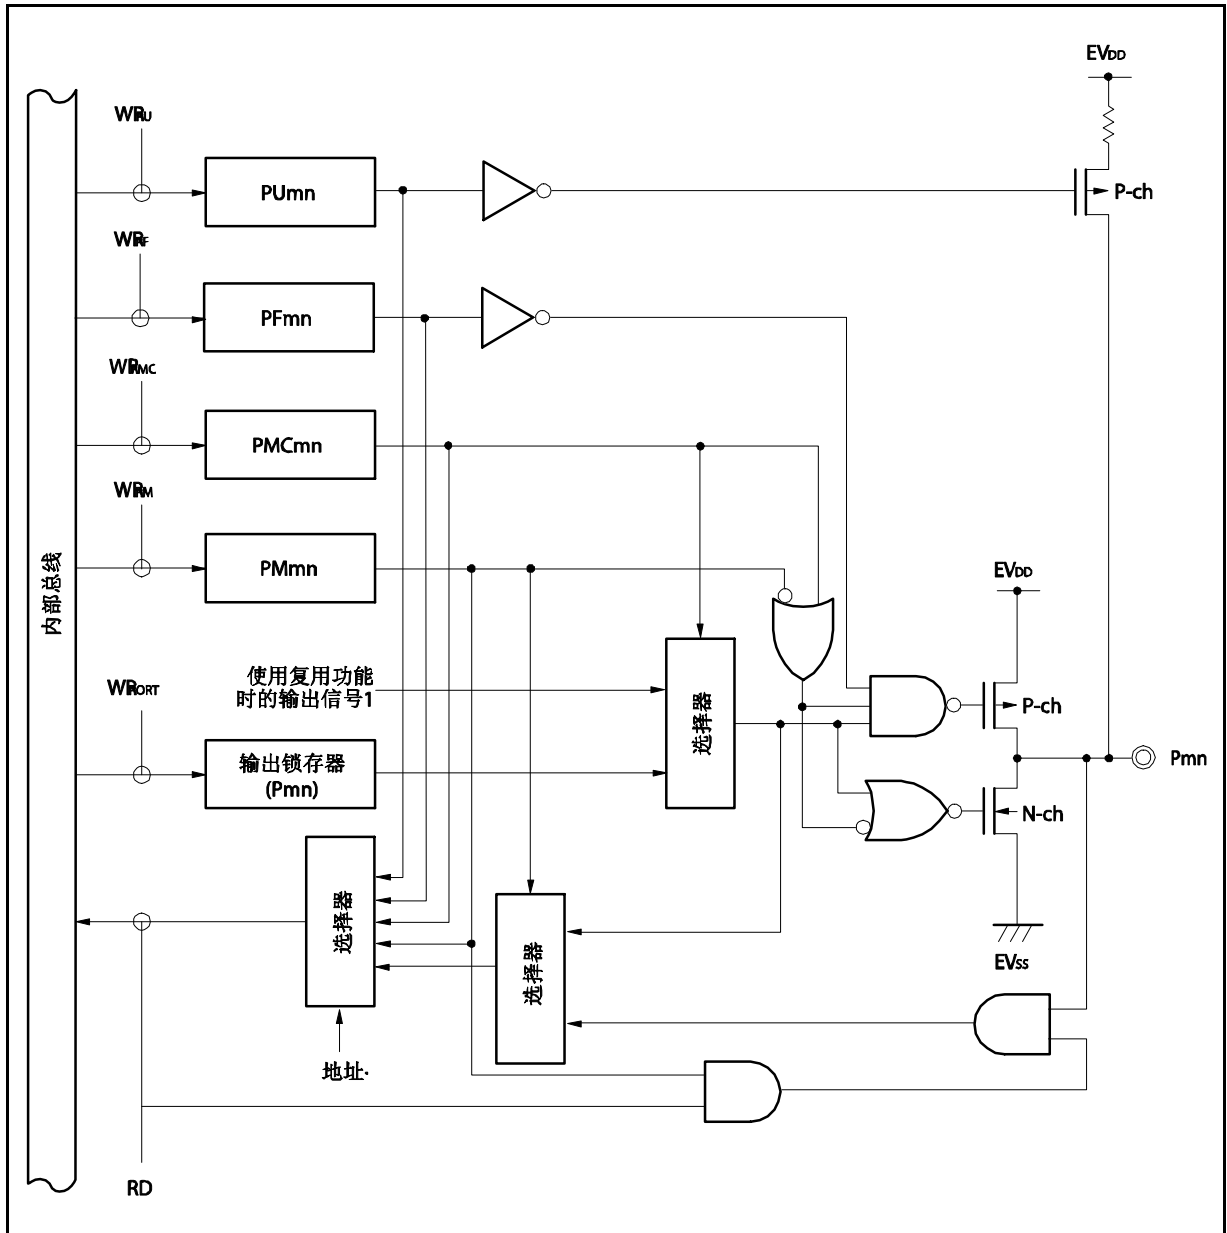 EVDD
WRPU
PUmn
P-ch
WRPF
PFmn
WRPMC
PMCmn
WRPM
PMmn
EVDD
内部总线
使用复用功能
时的输出信号1
WRPORT
选择器
P-ch
输出锁存器
(Pmn)
Pmn
N-ch
选择器
选择器
EVSS
地址.
RD